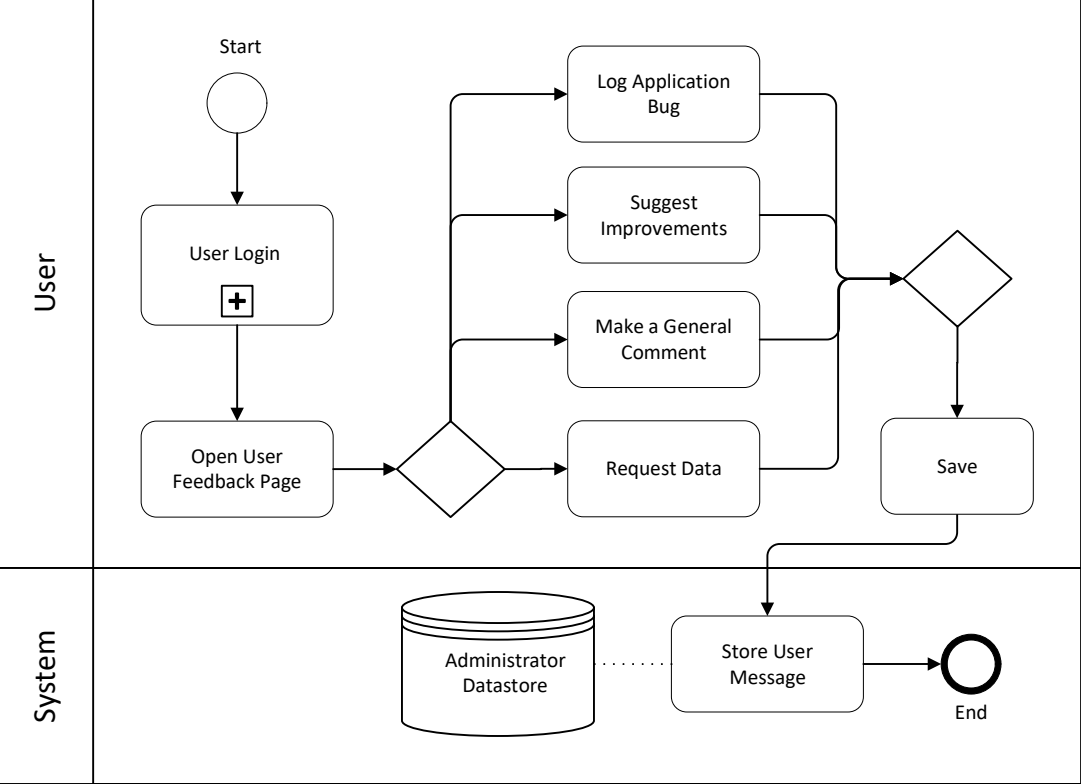 User
Start
User Login
Open User
Feedback Page
Log Application
Bug
Suggest
Improvements
Make a General
Comment
Request Data
Save
System
Administrator
Datastore
Store User
Message
End